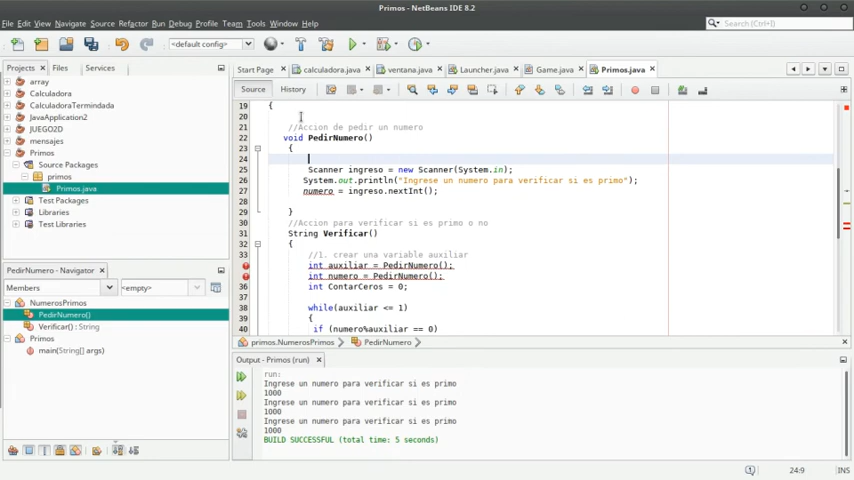 Primos - NetBeans IDE 8.2
File Edit View Navigate Source Refactor Run Debug Profile Team Tools Window Help
Search (Ctrl+I)
<default config>
Projects Files Services
Start Page calculadora.java ventana.java Launcher.java Game.java Primos.java
Source History
array
Calculadora
CalculadoraTermindada
JavaApplication2
JUEGO2D
mensajes
Primos
Source Packages
primos
Primos.java
Test Packages
Libraries
Test Libraries
19 {
20
21 //Accion de pedir un numero
22 void PedirNumero()
23 {
24
25 Scanner ingreso = new Scanner(System.in);
26 System.out.println("Ingrese un numero para verificar si es primo");
27 numero = ingreso.nextInt();
28
29 }
30 //Accion para verificar si es primo o no
31 String Verificar()
32 {
33 //1. crear una variable auxiliar
int auxiliar = PedirNumero();
int numero = PedirNumero();
36 int ContarCeros = 0;
37
38 while(auxiliar <= 1)
39 {
40 if (numero%auxiliar == 0)
primos.NumerosPrimos PedirNumero
PedirNumero - Navigator
Members <empty>
NumerosPrimos
PedirNumero()
Verificar() : String
Primos
main(String[] args)
Output - Primos (run)
run:
Ingrese un numero para verificar si es primo
1000
Ingrese un numero para verificar si es primo
1000
Ingrese un numero para verificar si es primo
1000
BUILD SUCCESSFUL (total time: 5 seconds)
24:9 INS